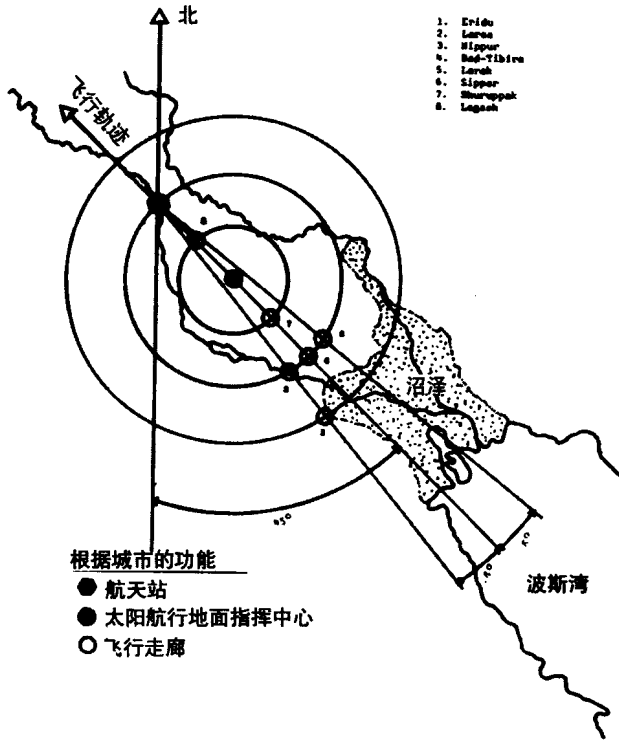 北
1. Eridu
2. Larsa
3. Nippur
4. Bad-Tibira
5. Larak
6. Sippar
7. Shuruppak
8. Lagash
飞行轨迹
7
沼泽
45°
波斯湾
根据城市的功能
航天站
太阳航行地面指挥中心
飞行走廊